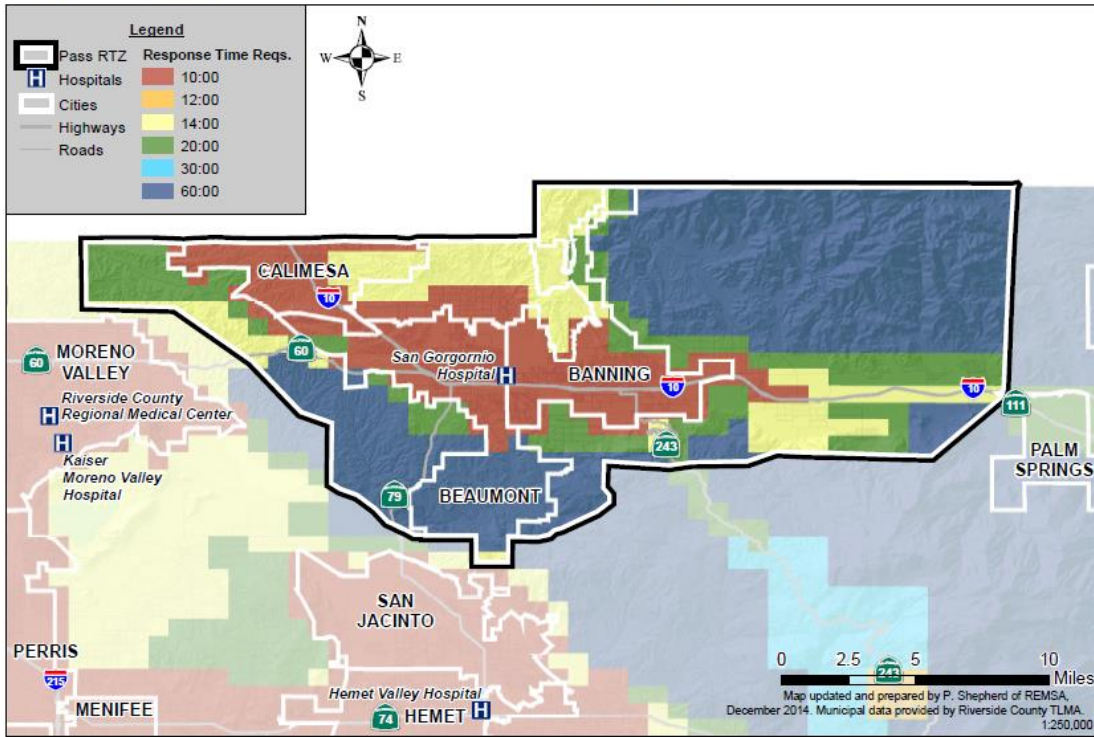 Legend
Pass RTZ
Hospitals
Cities
Highways
Roads
Response Time Reqs.
10:00
12:00
14:00
20:00
30:00
60:00
N
W
E
S
CALIMESA
10
60
60
MORENO
VALLEY
Riverside County
Regional Medical Center
Kaiser
Moreno Valley
Hospital
San Gorgornio
Hospital
BANNING
10
10
111
243
PALM
SPRINGS
BEAUMONT
79
SAN
JACINTO
PERRIS
215
MENIFEE
Hemet Valley Hospital
74
HEMET
0 2.5 5 10
Miles
243
Map updated and prepared by P. Shepherd of REMSA,
December 2014. Municipal data provided by Riverside County TLMA.
1:250,000